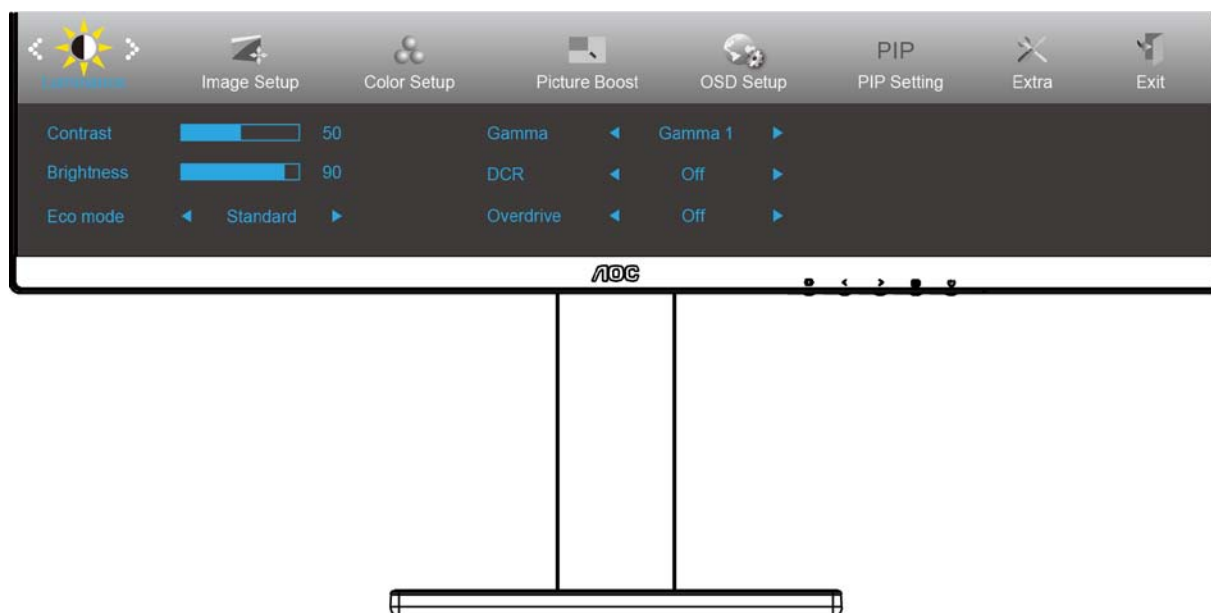 Luminance
Image Setup
Color Setup
Picture Boost
OSD Setup
PIP
PIP Setting
Extra
Exit
Contrast 50 Gamma Gamma 1
Brightness 90 DCR Off
Eco mode Standard Overdrive Off
AOC